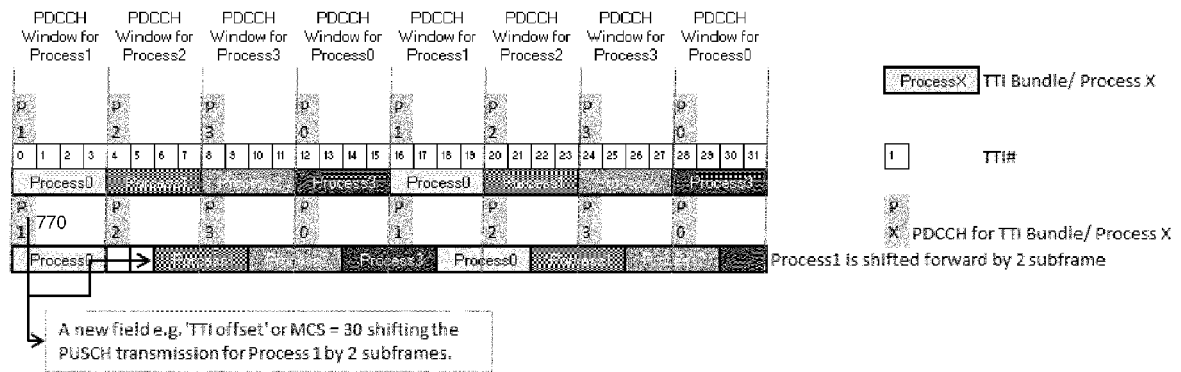 PDCCH Window for Process1
PDCCH Window for Process2
PDCCH Window for Process3
PDCCH Window for Process0
PDCCH Window for Process1
PDCCH Window for Process2
PDCCH Window for Process3
PDCCH Window for Process0
ProcessX TTI Bundle/ Process X
P 1 P 2 P 3 P 0 P 1 P 2 P 3 P 0
0 1 2 3 4 5 6 7 8 9 10 11 12 13 14 15 16 17 18 19 20 21 22 23 24 25 26 27 28 29 30 31
1 TTI#
Process0 Process3 Process0 Process3
P 1 770 P 2 P 3 P 0 P 1 P 2 P 3 P 0
P X PDCCH for TTI Bundle/ Process X
Process0 Process0
Process1 is shifted forward by 2 subframe
A new field e.g. 'TTI offset' or MCS = 30 shifting the
PUSCH transmission for Process 1 by 2 subframes.